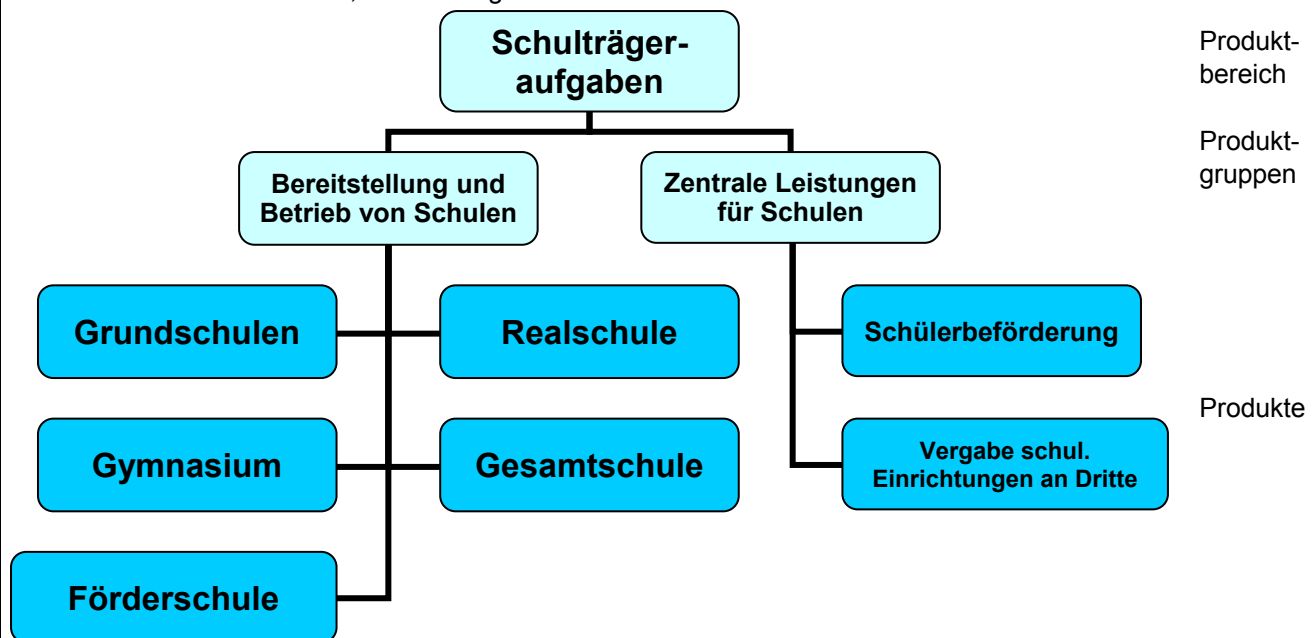 Schulträger-
aufgaben
Produkt-
bereich
Produkt-
gruppen
Bereitstellung und
Betrieb von Schulen
Zentrale Leistungen
für Schulen
Grundschulen
Realschule
Schülerbeförderung
Produkte
Gymnasium
Gesamtschule
Vergabe schul.
Einrichtungen an Dritte
Förderschule